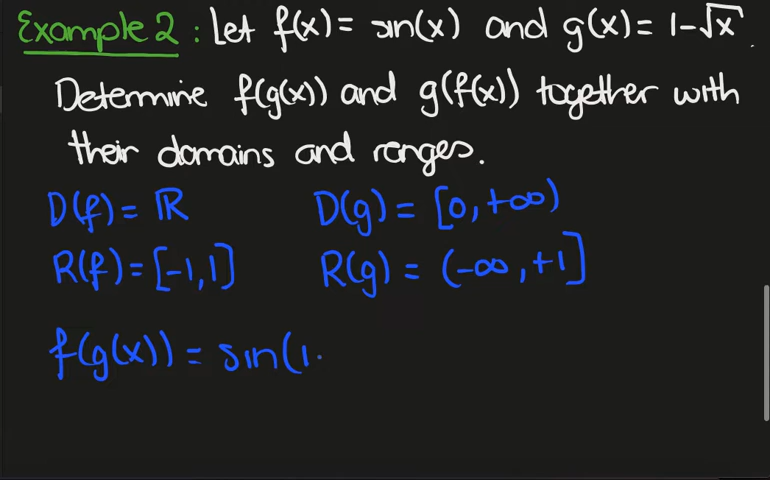 Example 2 : Let f(x) = sin(x) and g(x) = 1-√x .
Determine f(g(x)) and g(f(x)) together with
their domains and ranges.
D(f) = ℝ D(g) = [0, +∞)
R(f) = [-1, 1] R(g) = (-∞, +1]
f(g(x)) = sin(1-